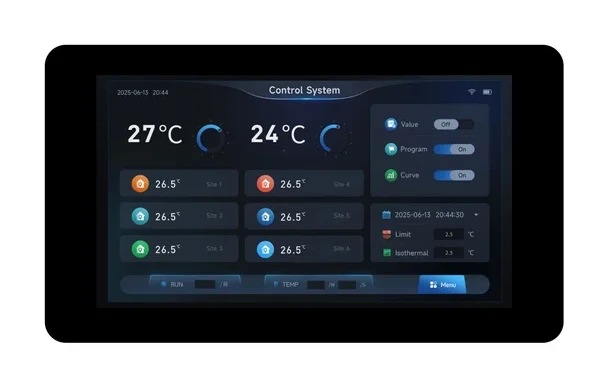 Control System
2025-06-13 20:44
27°C
24°C
Value Off
Program On
Curve On
26.5℃ Site 1
26.5℃ Site 4
26.5℃ Site 2
26.5℃ Site 5
26.5℃ Site 3
26.5℃ Site 6
2025-06-13 20:44:30
Limit 2.5 ℃
Isothermal 2.5 ℃
RUN
TEMP /M /S
Menu